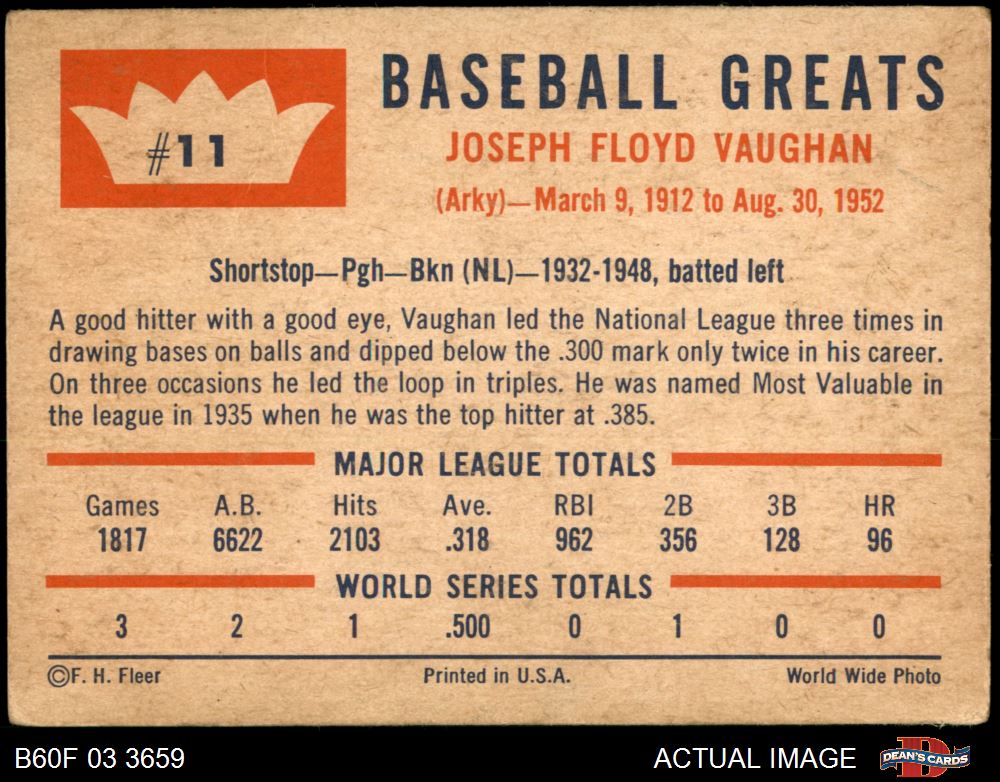 #11
BASEBALL GREATS
JOSEPH FLOYD VAUGHAN
(Arky)—March 9, 1912 to Aug. 30, 1952
Shortstop—Pgh—Bkn (NL)—1932-1948, batted left
A good hitter with a good eye, Vaughan led the National League three times in
drawing bases on balls and dipped below the .300 mark only twice in his career.
On three occasions he led the loop in triples. He was named Most Valuable in
the league in 1935 when he was the top hitter at .385.
MAJOR LEAGUE TOTALS
Games A.B. Hits Ave. RBI 2B 3B HR
1817 6622 2103 .318 962 356 128 96
WORLD SERIES TOTALS
3 2 1 .500 0 1 0 0
©F. H. Fleer Printed in U.S.A. World Wide Photo
B60F 03 3659 ACTUAL IMAGE DEAN'S CARDS